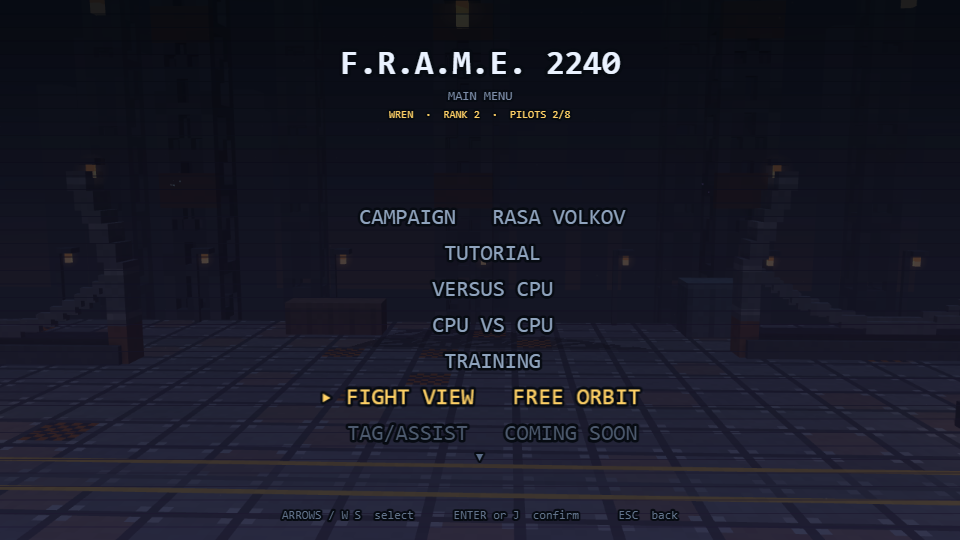 F.R.A.M.E. 2240
MAIN MENU
WREN · RANK 2 · PILOTS 2/8
CAMPAIGN RASA VOLKOV
TUTORIAL
VERSUS CPU
CPU VS CPU
TRAINING
▸ FIGHT VIEW FREE ORBIT
TAG/ASSIST COMING SOON
▼
ARROWS / W S select ENTER or J confirm ESC back